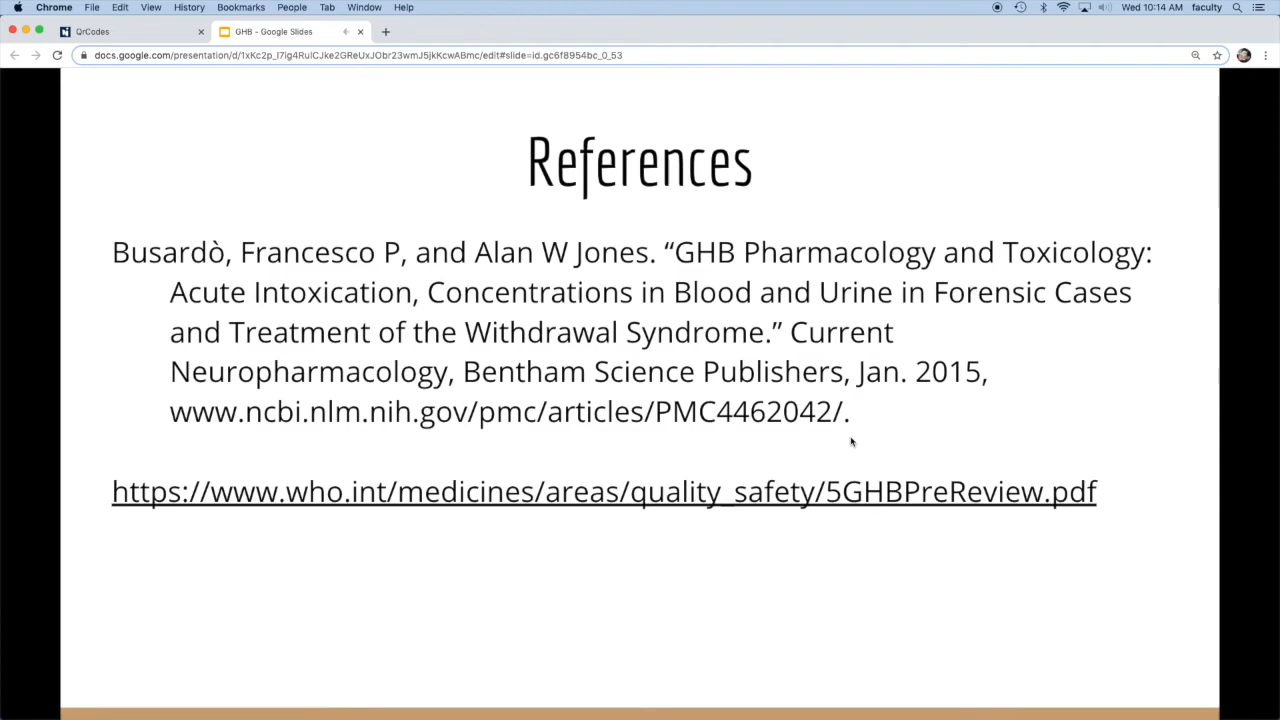 Chrome File Edit View History Bookmarks People Tab Window Help Wed 10:14 AM faculty
QrCodes GHB - Google Slides
docs.google.com/presentation/d/1xKc2p_l7ig4RulCJke2GReUxJObr23wmJ5jkKcwABmc/edit#slide=id.gc6f8954bc_0_53
References
Busardò, Francesco P, and Alan W Jones. “GHB Pharmacology and Toxicology:
Acute Intoxication, Concentrations in Blood and Urine in Forensic Cases
and Treatment of the Withdrawal Syndrome.” Current
Neuropharmacology, Bentham Science Publishers, Jan. 2015,
www.ncbi.nlm.nih.gov/pmc/articles/PMC4462042/.
https://www.who.int/medicines/areas/quality_safety/5GHBPreReview.pdf